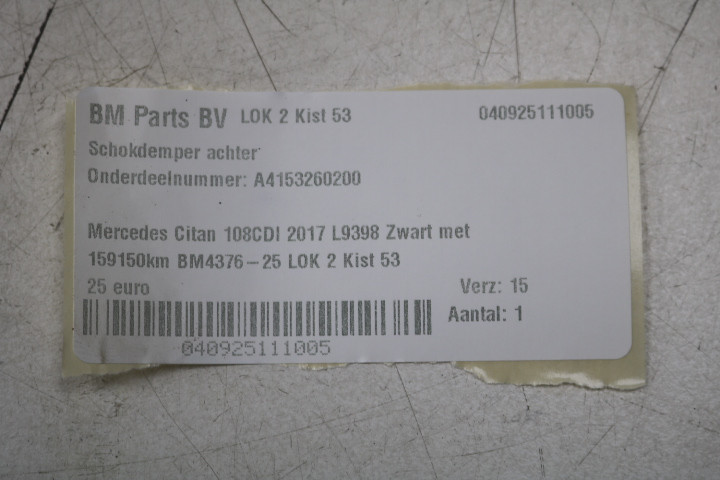 BM Parts BV LOK 2 Kist 53 040925111005
Schokdemper achter
Onderdeelnummer: A4153260200
Mercedes Citan 108CDI 2017 L9398 Zwart met
159150km BM4376-25 LOK 2 Kist 53
25 euro Verz: 15
Aantal: 1
040925111005